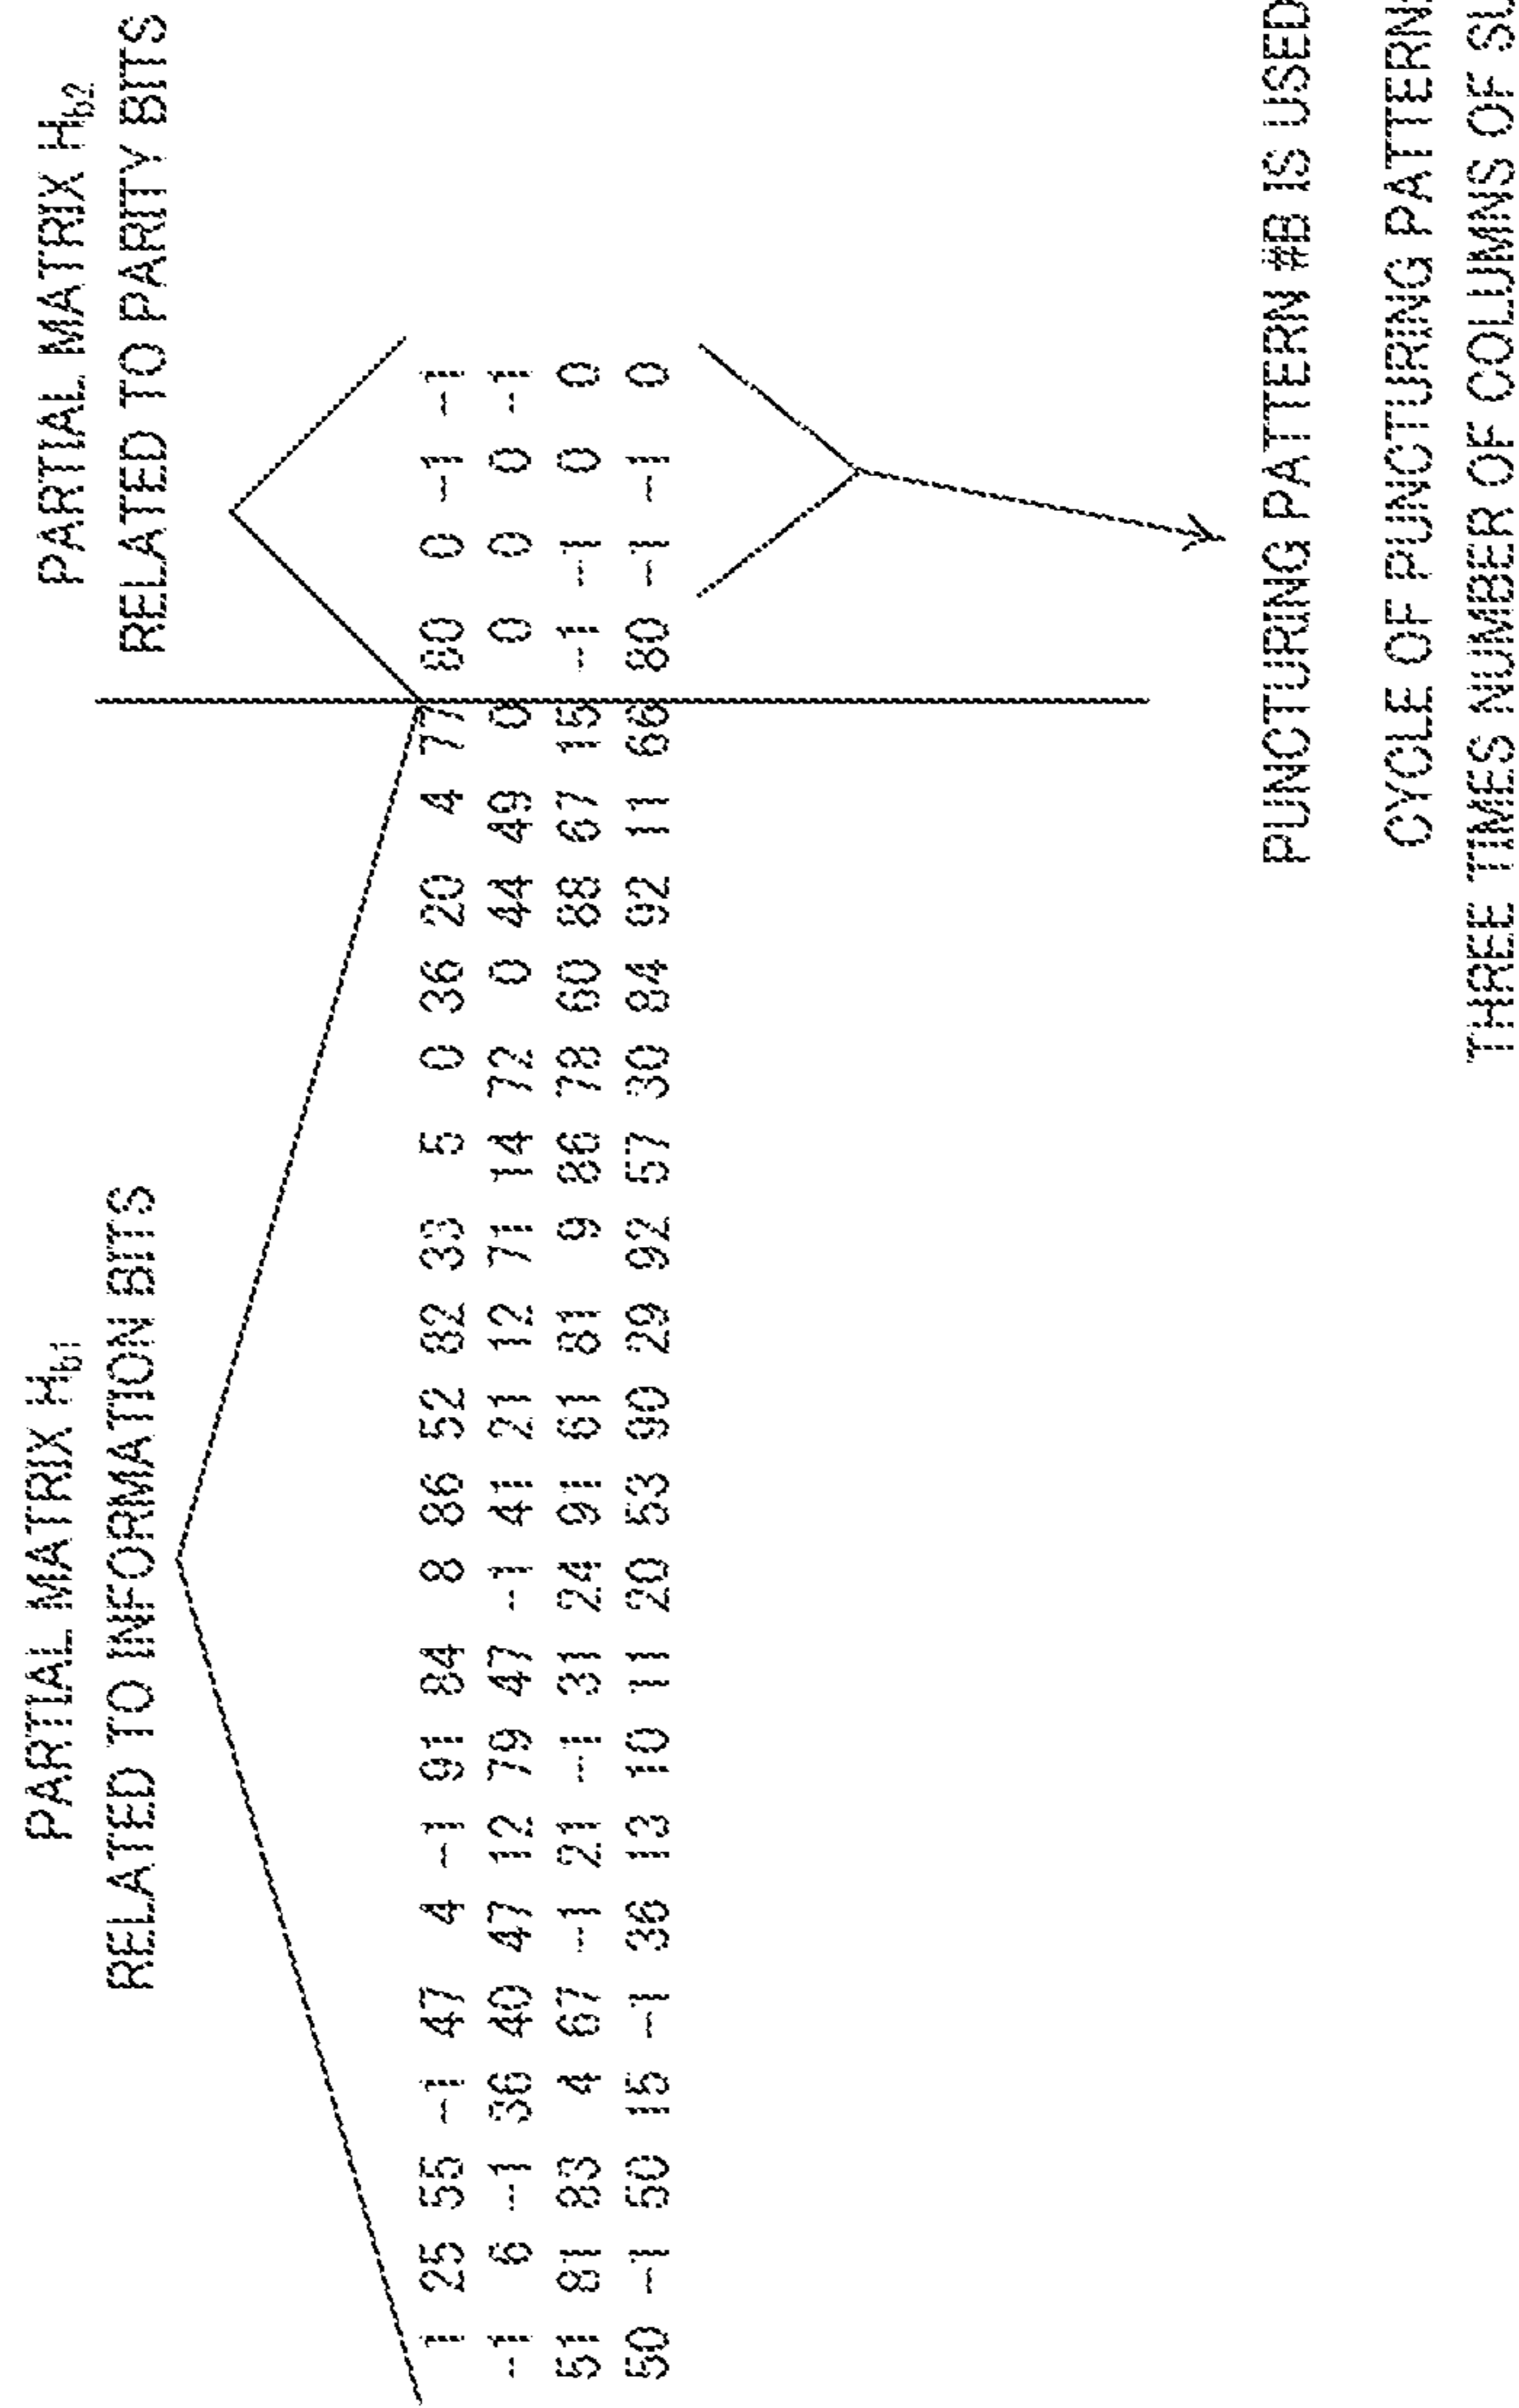 PARTIAL MATRIX H_b1
RELATED TO INFORMATION BITS
PARTIAL MATRIX H_b2
RELATED TO PARITY BITS
1 25 55 -1 47 4 -1 91 84 8 86 52 82 33 5 0 36 20 4 77 80 0 -1 -1
-1 6 -1 36 40 47 12 79 47 -1 41 21 12 71 14 72 0 44 49 0 0 0 0 -1
51 81 83 4 67 -1 21 -1 31 24 91 61 81 9 86 78 60 88 67 15 -1 -1 0 0
50 -1 50 15 -1 36 13 10 11 20 53 90 29 92 57 30 84 92 11 66 80 -1 -1 0
PUNCTURING PATTERN #B IS USED
CYCLE OF PUNCTURING PATTERN
THREE TIMES NUMBER OF COLUMNS OF